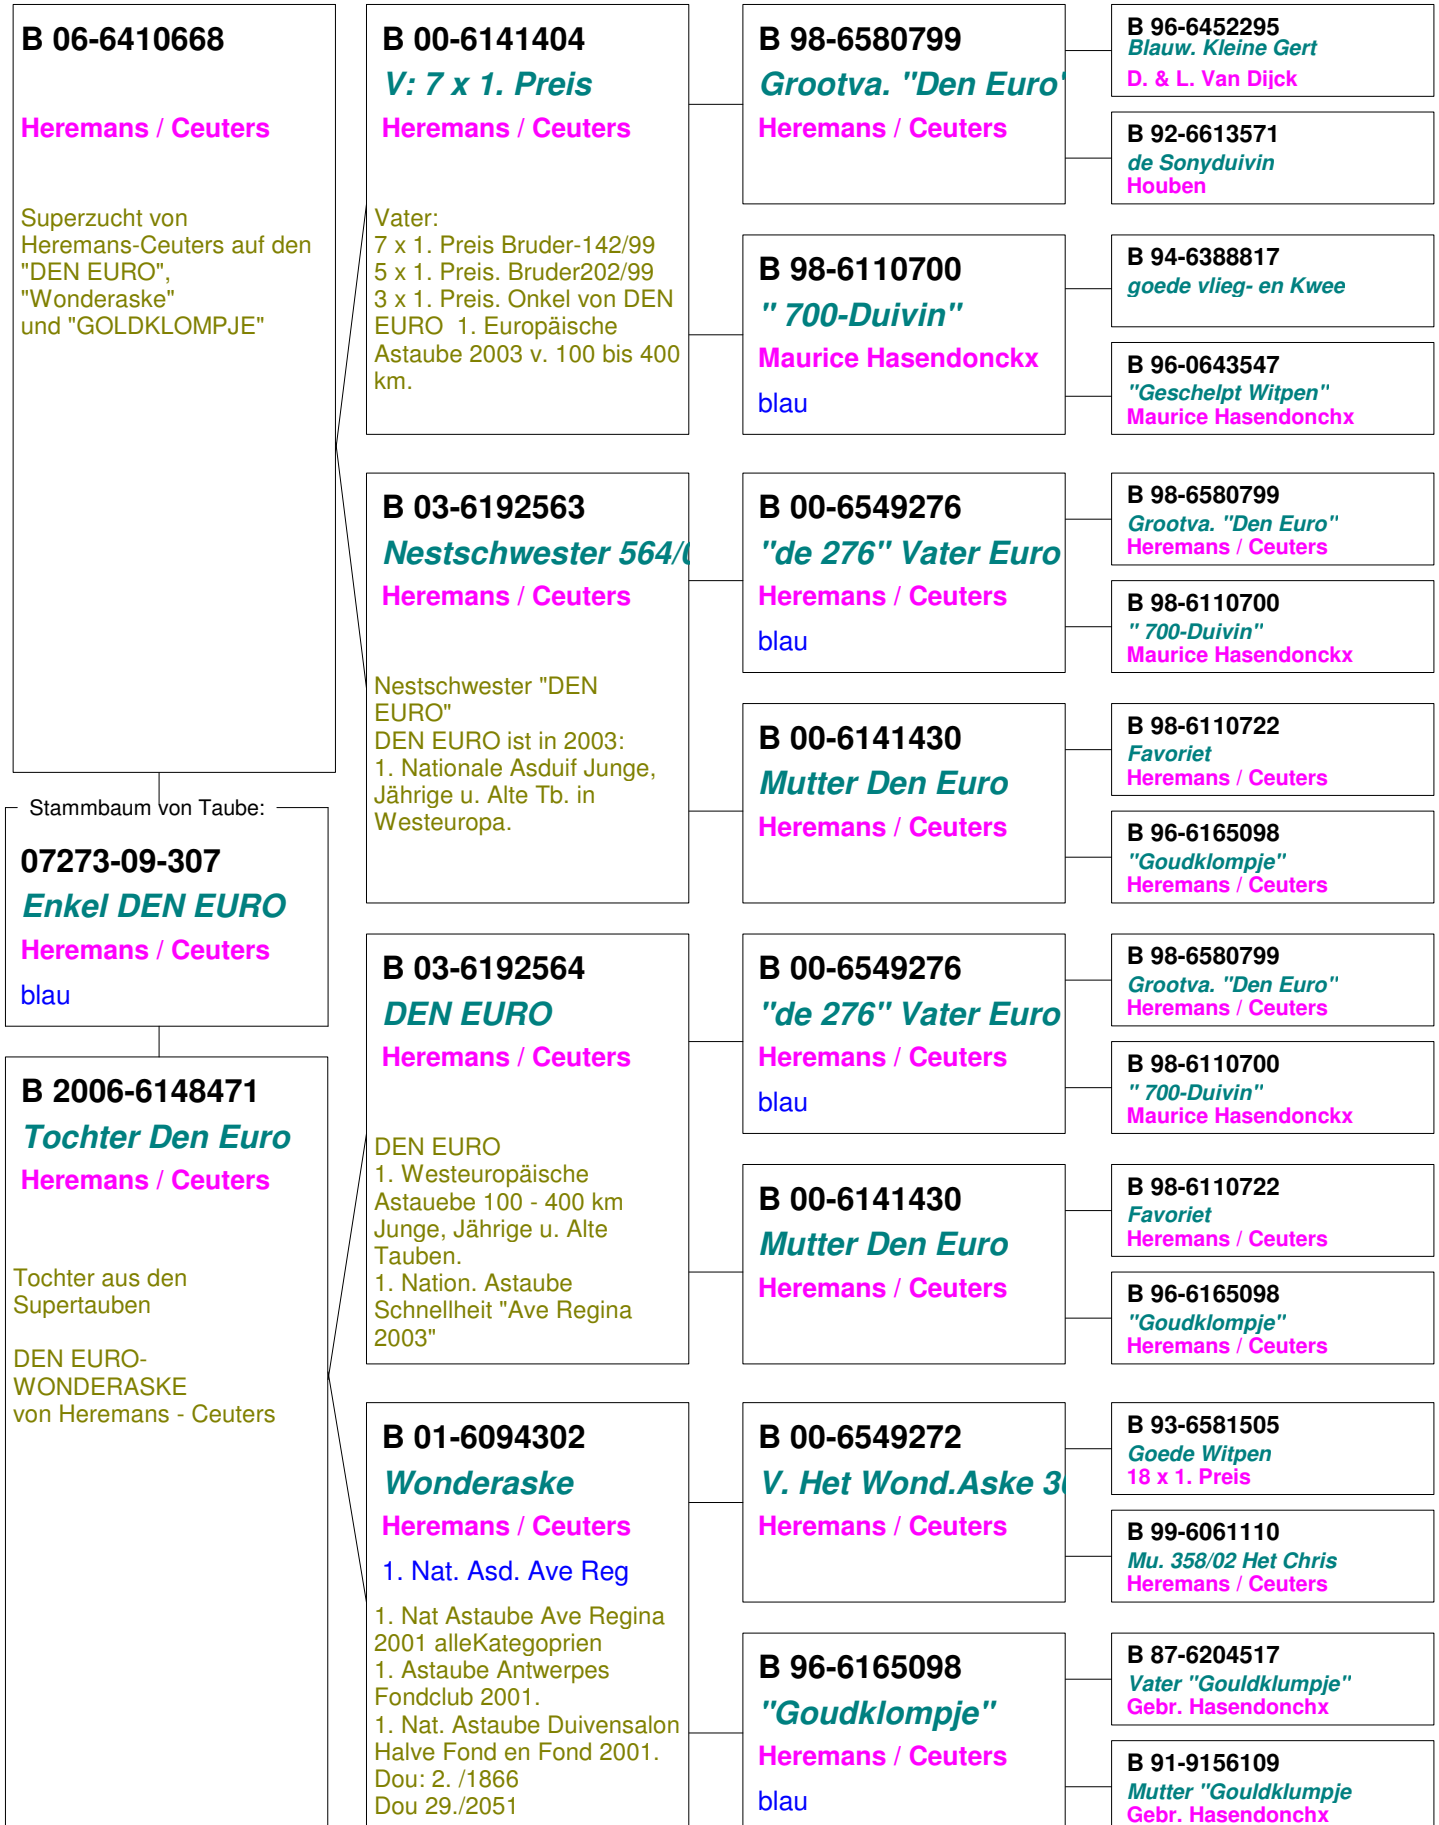 B 06-6410668
Heremans / Ceuters
Superzucht von
Heremans-Ceuters auf den
"DEN EURO",
"Wonderaske"
und "GOLDKLOMPJE"
Stammbaum von Taube:
07273-09-307
Enkel DEN EURO
Heremans / Ceuters
blau
B 2006-6148471
Tochter Den Euro
Heremans / Ceuters
Tochter aus den
Supertauben
DEN EURO-
WONDERASKE
von Heremans - Ceuters
B 00-6141404
V: 7 x 1. Preis
Heremans / Ceuters
Vater:
7 x 1. Preis Bruder-142/99
5 x 1. Preis. Bruder202/99
3 x 1. Preis. Onkel von DEN
EURO  1. Europäische
Astaube 2003 v. 100 bis 400
km.
B 03-6192563
Nestschwester 564/
Heremans / Ceuters
Nestschwester "DEN
EURO"
DEN EURO ist in 2003:
1. Nationale Asduif Junge,
Jährige u. Alte Tb. in
Westeuropa.
B 03-6192564
DEN EURO
Heremans / Ceuters
DEN EURO
1. Westeuropäische
Astauebe 100 - 400 km
Junge, Jährige u. Alte
Tauben.
1. Nation. Astaube
Schnellheit "Ave Regina
2003"
B 01-6094302
Wonderaske
Heremans / Ceuters
1. Nat. Asd. Ave Reg
1. Nat Astaube Ave Regina
2001 alleKategoprien
1. Astaube Antwerpes
Fondclub 2001.
1. Nat. Astaube Duivensalon
Halve Fond en Fond 2001.
Dou: 2. /1866
Dou 29./2051
B 98-6580799
Grootva. "Den Euro"
Heremans / Ceuters
B 98-6110700
" 700-Duivin"
Maurice Hasendonckx
blau
B 00-6549276
"de 276" Vater Euro
Heremans / Ceuters
blau
B 00-6141430
Mutter Den Euro
Heremans / Ceuters
B 00-6549276
"de 276" Vater Euro
Heremans / Ceuters
blau
B 00-6141430
Mutter Den Euro
Heremans / Ceuters
B 00-6549272
V. Het Wond.Aske 3
Heremans / Ceuters
B 96-6165098
"Goudklompje"
Heremans / Ceuters
blau
B 96-6452295
Blauw. Kleine Gert
D. & L. Van Dijck
B 92-6613571
de Sonyduivin
Houben
B 94-6388817
goede vlieg- en Kwee
B 96-0643547
"Geschelpt Witpen"
Maurice Hasendonchx
B 98-6580799
Grootva. "Den Euro"
Heremans / Ceuters
B 98-6110700
" 700-Duivin"
Maurice Hasendonckx
B 98-6110722
Favoriet
Heremans / Ceuters
B 96-6165098
"Goudklompje"
Heremans / Ceuters
B 98-6580799
Grootva. "Den Euro"
Heremans / Ceuters
B 98-6110700
" 700-Duivin"
Maurice Hasendonckx
B 98-6110722
Favoriet
Heremans / Ceuters
B 96-6165098
"Goudklompje"
Heremans / Ceuters
B 93-6581505
Goede Witpen
18 x 1. Preis
B 99-6061110
Mu. 358/02 Het Chris
Heremans / Ceuters
B 87-6204517
Vater "Gouldklumpje"
Gebr. Hasendonchx
B 91-9156109
Mutter "Gouldklumpje
Gebr. Hasendonchx